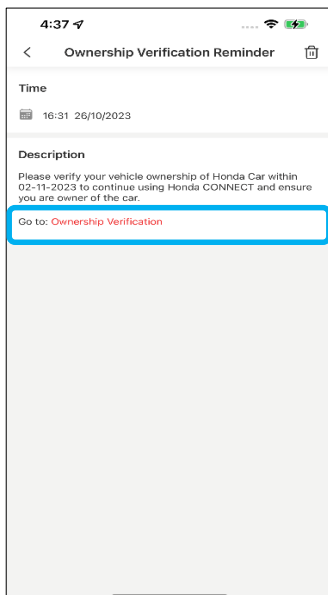 4:37
Ownership Verification Reminder
Time
16:31 26/10/2023
Description
Please verify your vehicle ownership of Honda Car within
02-11-2023 to continue using Honda CONNECT and ensure
you are owner of the car.
Go to: Ownership Verification